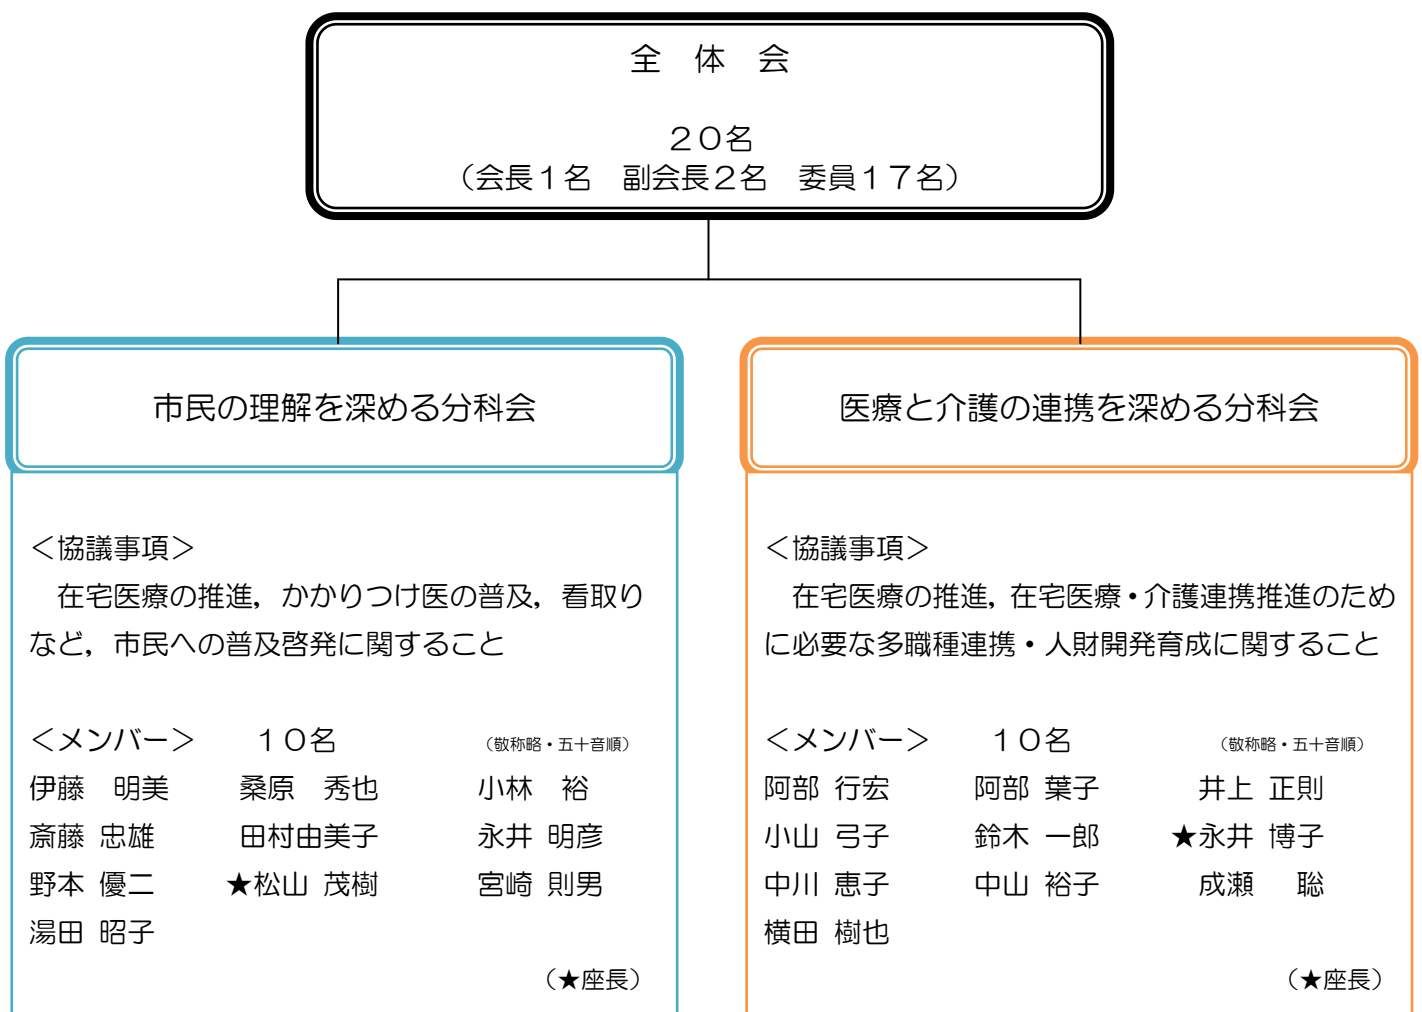 全　体　会
２０名
（会長１名　副会長２名　委員１７名）
市民の理解を深める分科会
＜協議事項＞
　在宅医療の推進，かかりつけ医の普及，看取り
など，市民への普及啓発に関すること
＜メンバー＞　　１０名　　（敬称略・五十音順）
伊藤　明美　　桑原　秀也　　小林　裕
斎藤 忠雄　　田村由美子　　永井 明彦
野本 優二　　★松山 茂樹　　宮崎 則男
湯田 昭子
（★座長）
医療と介護の連携を深める分科会
＜協議事項＞
　在宅医療の推進，在宅医療・介護連携推進のため
に必要な多職種連携・人財開発育成に関すること
＜メンバー＞　　１０名　　（敬称略・五十音順）
阿部 行宏　　阿部 葉子　　井上 正則
小山 弓子　　鈴木 一郎　　★永井 博子
中川 恵子　　中山 裕子　　成瀬　聡
横田 樹也
（★座長）